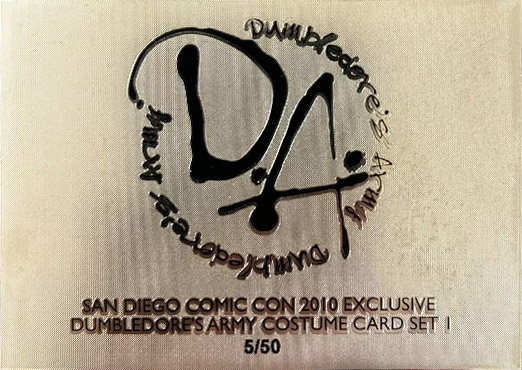 Dumbledore's Army
Dumbledore's Army
D.A.
SAN DIEGO COMIC CON 2010 EXCLUSIVE
DUMBLEDORE'S ARMY COSTUME CARD SET 1
5/50